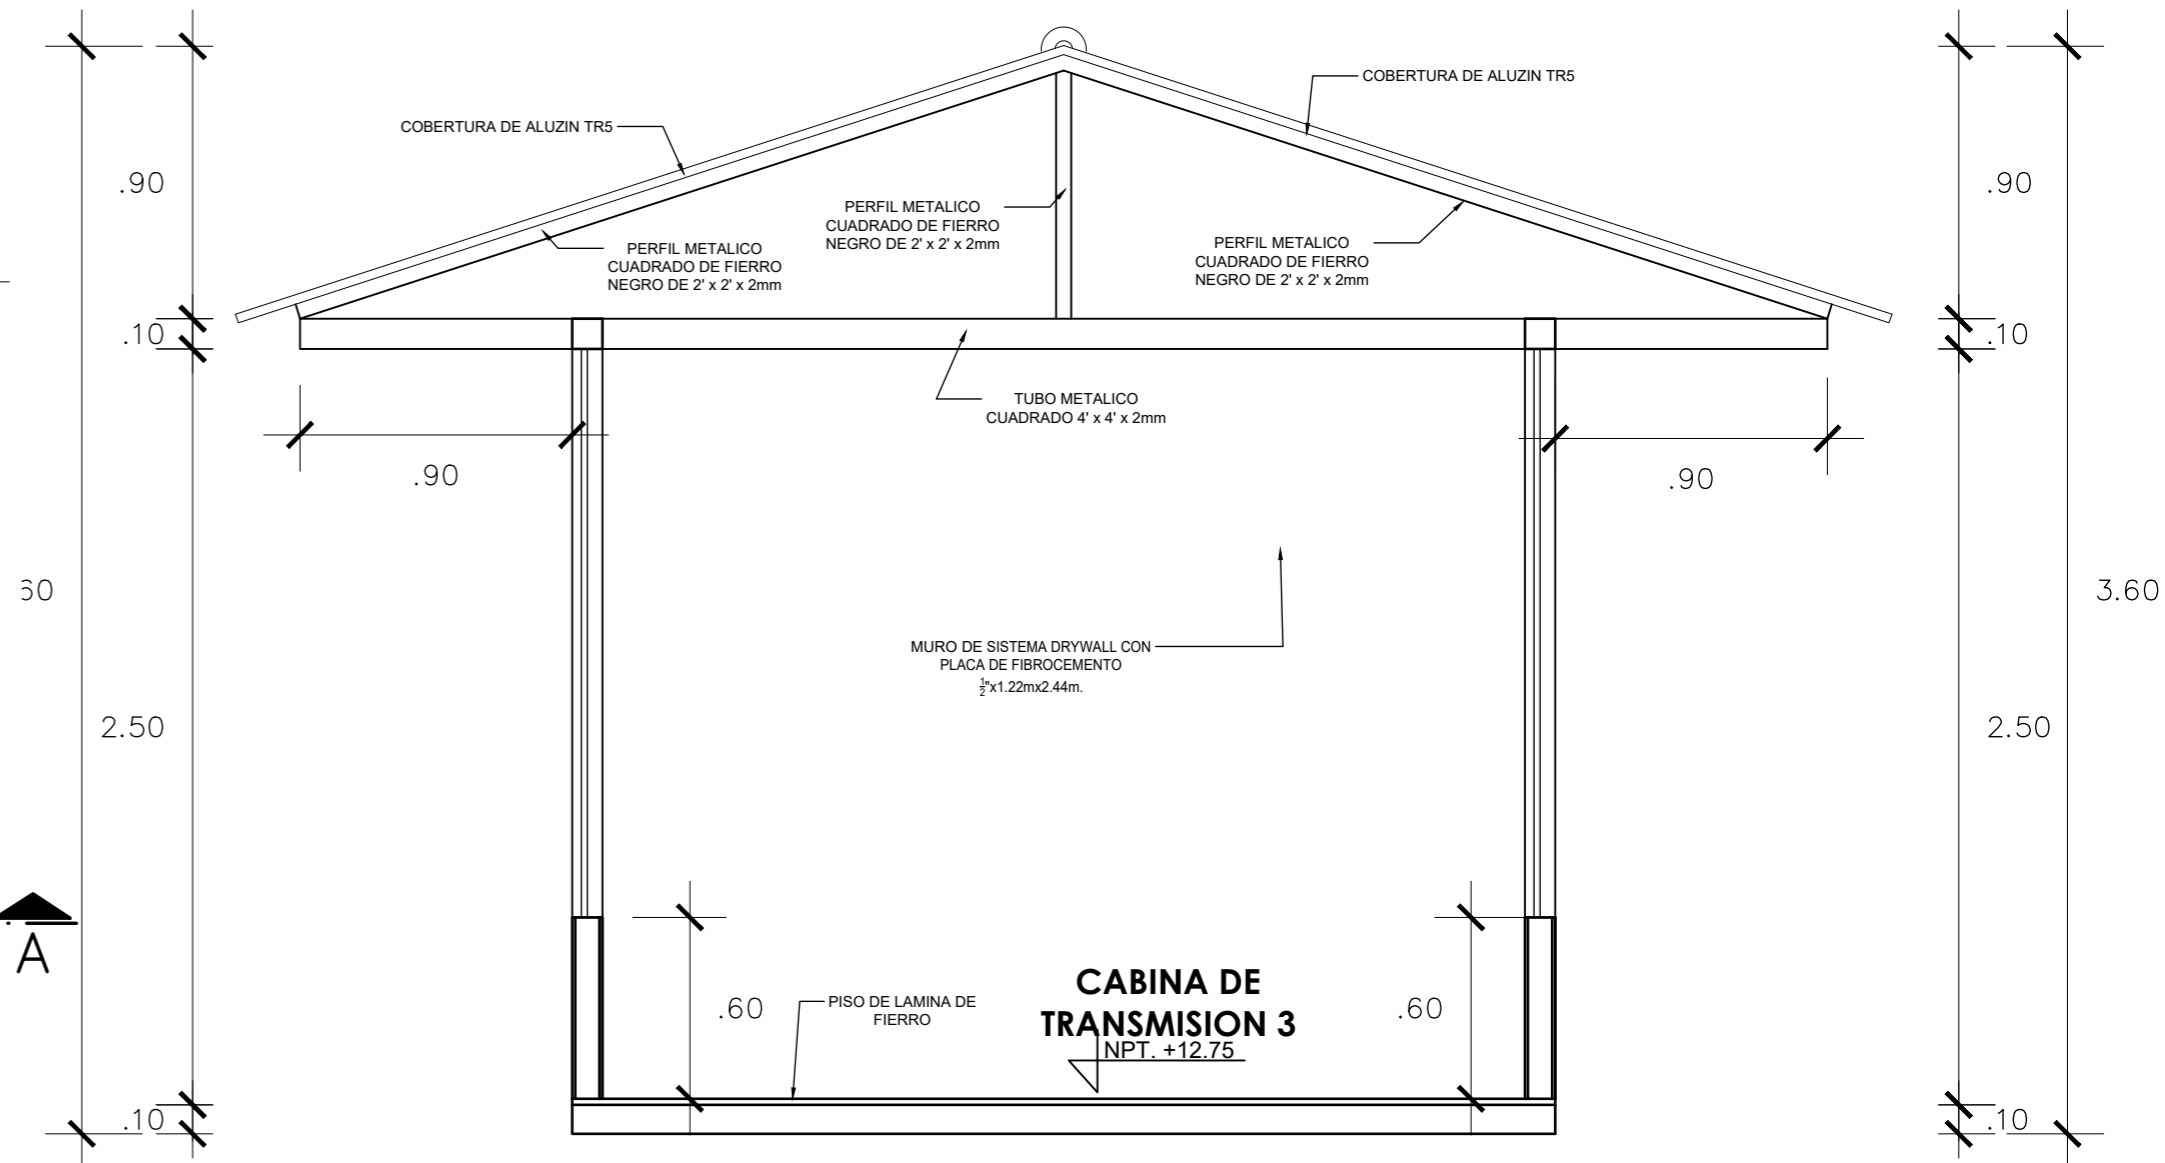 COBERTURA DE ALUZIN TR5
COBERTURA DE ALUZIN TR5
.90
.90
PERFIL METALICO
CUADRADO DE FIERRO
NEGRO DE 2' x 2' x 2mm
PERFIL METALICO
CUADRADO DE FIERRO
NEGRO DE 2' x 2' x 2mm
PERFIL METALICO
CUADRADO DE FIERRO
NEGRO DE 2' x 2' x 2mm
.10
.10
TUBO METALICO
CUADRADO 4' x 4' x 2mm
.90
.90
3.60
MURO DE SISTEMA DRYWALL CON
PLACA DE FIBROCEMENTO
½"x1.22mx2.44m.
2.50
2.50
A
CABINA DE
TRANSMISION 3
NPT. +12.75
PISO DE LAMINA DE
FIERRO
.60
.60
.10
.10